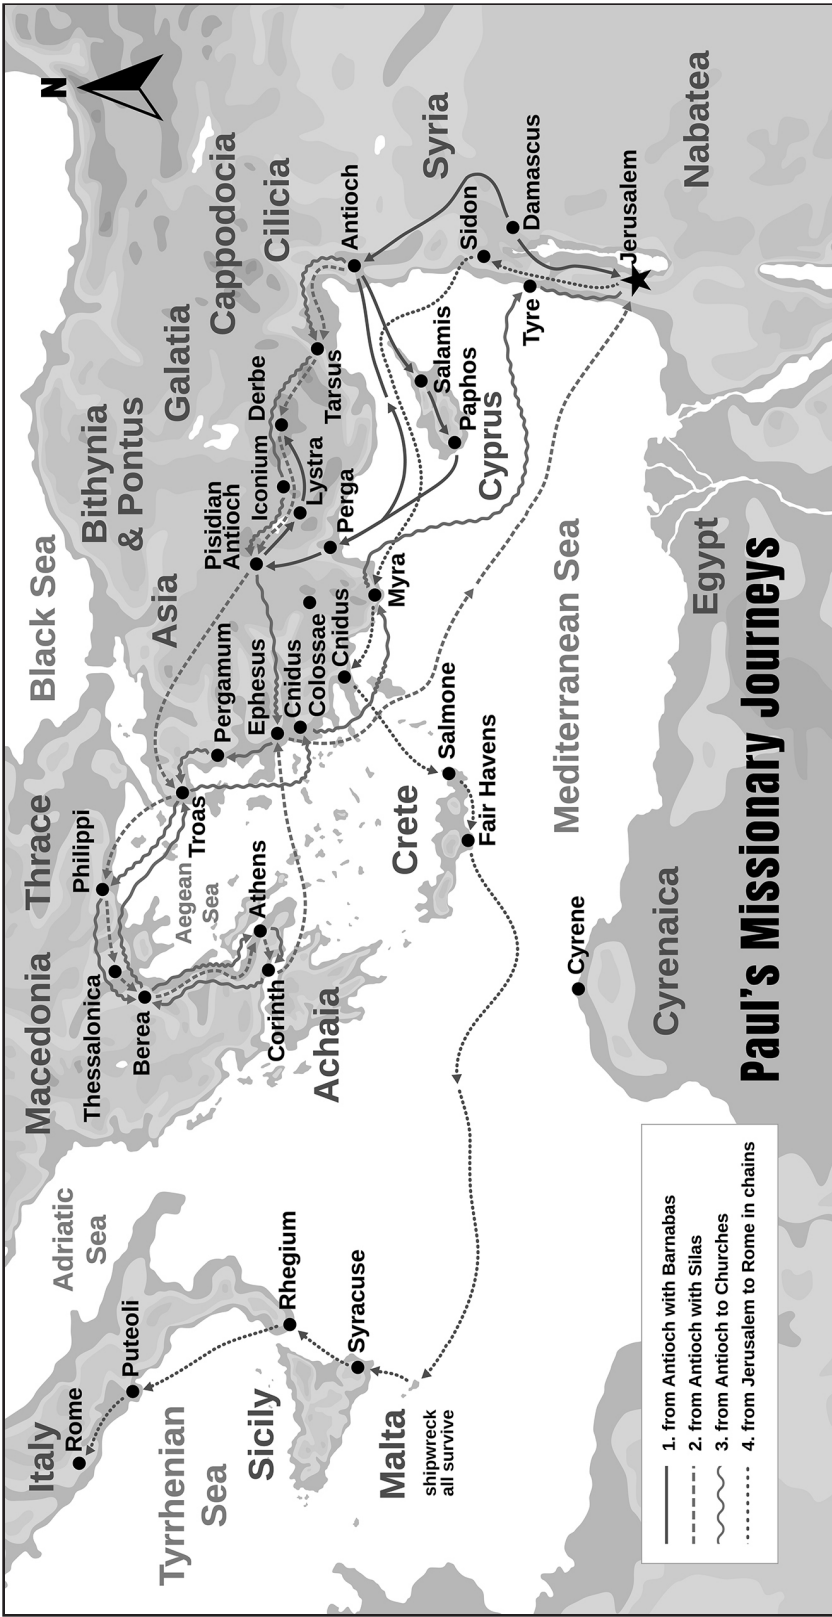 Paul's Missionary Journeys
N
Italy
Rome
Puteoli
Adriatic
Sea
Tyrrhenian
Sea
Sicily
Rhegium
Syracuse
Malta
shipwreck
all survive
Macedonia
Thrace
Philippi
Thessalonica
Berea
Aegean
Sea
Athens
Corinth
Achaia
Black Sea
Bithynia
& Pontus
Galatia
Cappodocia
Cilicia
Asia
Troas
Pergamum
Ephesus
Cnidus
Colossae
Cnidus
Pisidian
Antioch
Iconium
Derbe
Lystra
Tarsus
Perga
Myra
Antioch
Syria
Salamis
Paphos
Cyprus
Sidon
Damascus
Tyre
Jerusalem
Nabatea
Crete
Salmone
Fair Havens
Mediterranean Sea
Cyrene
Cyrenaica
Egypt
1. from Antioch with Barnabas
2. from Antioch with Silas
3. from Antioch to Churches
4. from Jerusalem to Rome in chains